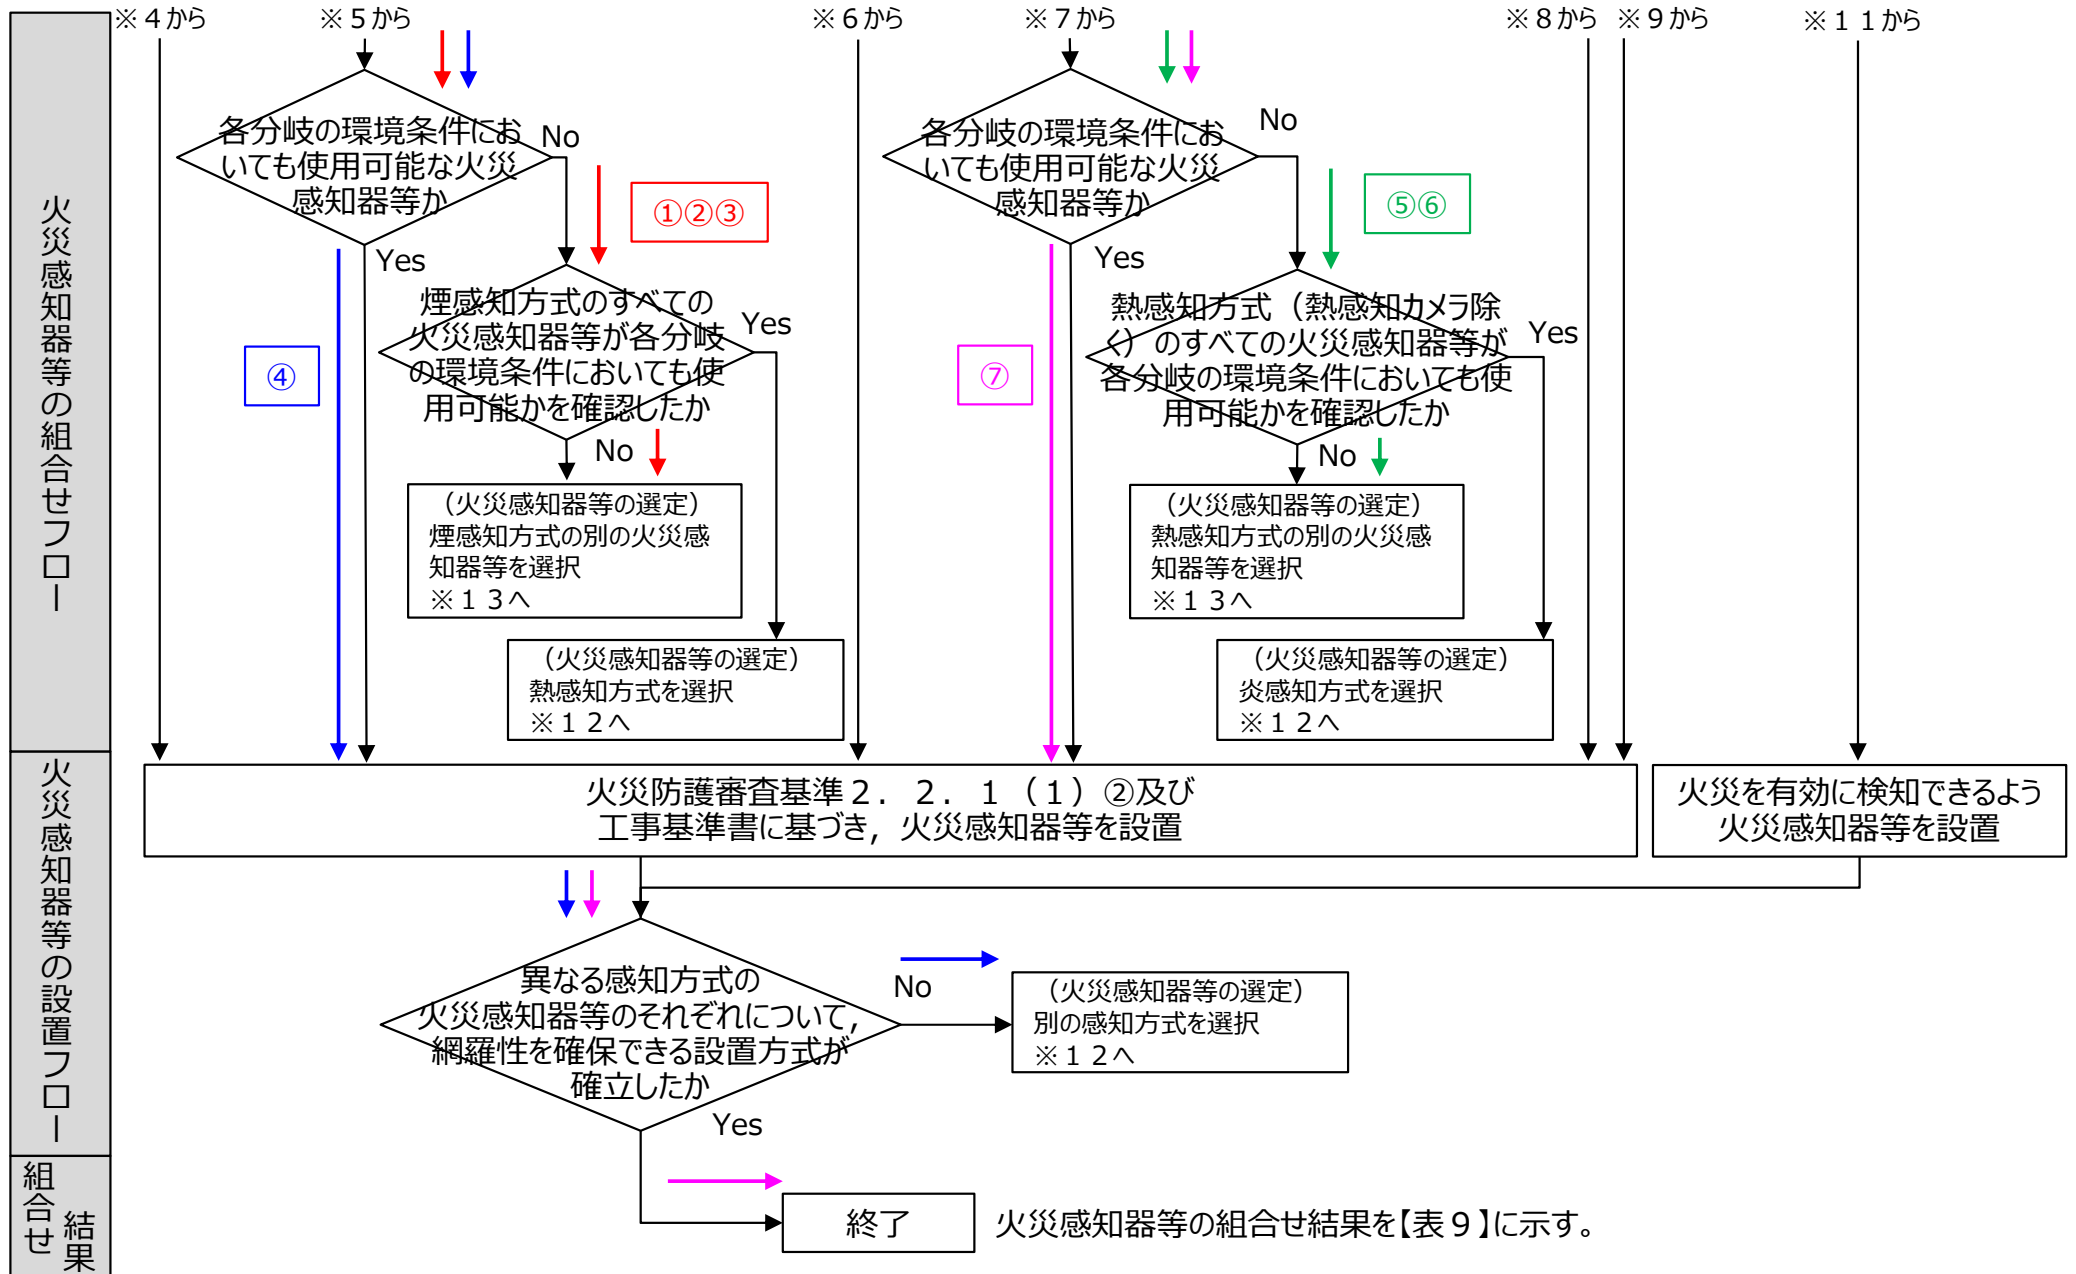 ※４から
※５から
※６から
※７から
※８から
※９から
※１１から
火災感知器等の組合せフロー
各分岐の環境条件にお
いても使用可能な火災
感知器等か
No
Yes
①②③
④
煙感知方式のすべての
火災感知器等が各分岐
の環境条件においても使
用可能かを確認したか
Yes
No
（火災感知器等の選定）
煙感知方式の別の火災感
知器等を選択
※１３へ
（火災感知器等の選定）
熱感知方式を選択
※１２へ
各分岐の環境条件にお
いても使用可能な火災
感知器等か
No
Yes
⑤⑥
⑦
熱感知方式（熱感知カメラ除
く）のすべての火災感知器等が
各分岐の環境条件においても使
用可能かを確認したか
Yes
No
（火災感知器等の選定）
熱感知方式の別の火災感
知器等を選択
※１３へ
（火災感知器等の選定）
炎感知方式を選択
※１２へ
火災感知器等の設置フロー
火災防護審査基準２．２．１（１）②及び
工事基準書に基づき，火災感知器等を設置
火災を有効に検知できるよう
火災感知器等を設置
異なる感知方式の
火災感知器等のそれぞれについて，
網羅性を確保できる設置方式が
確立したか
No
Yes
（火災感知器等の選定）
別の感知方式を選択
※１２へ
組合せ
結果
終了
火災感知器等の組合せ結果を【表９】に示す。